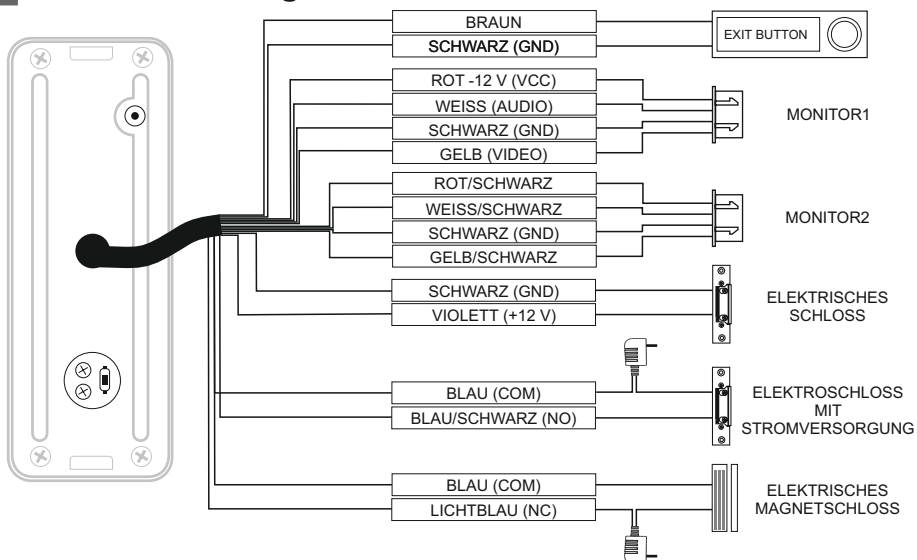 BRAUN
SCHWARZ (GND)
EXIT BUTTON
ROT -12 V (VCC)
WEISS (AUDIO)
SCHWARZ (GND)
GELB (VIDEO)
MONITOR1
ROT/SCHWARZ
WEISS/SCHWARZ
SCHWARZ (GND)
GELB/SCHWARZ
MONITOR2
SCHWARZ (GND)
VIOLETT (+12 V)
ELEKTRISCHES
SCHLOSS
BLAU (COM)
BLAU/SCHWARZ (NO)
ELEKTROSCHLOSS
MIT
STROMVERSORGUNG
BLAU (COM)
LICHTBLAU (NC)
ELEKTRISCHES
MAGNETSCHLOSS